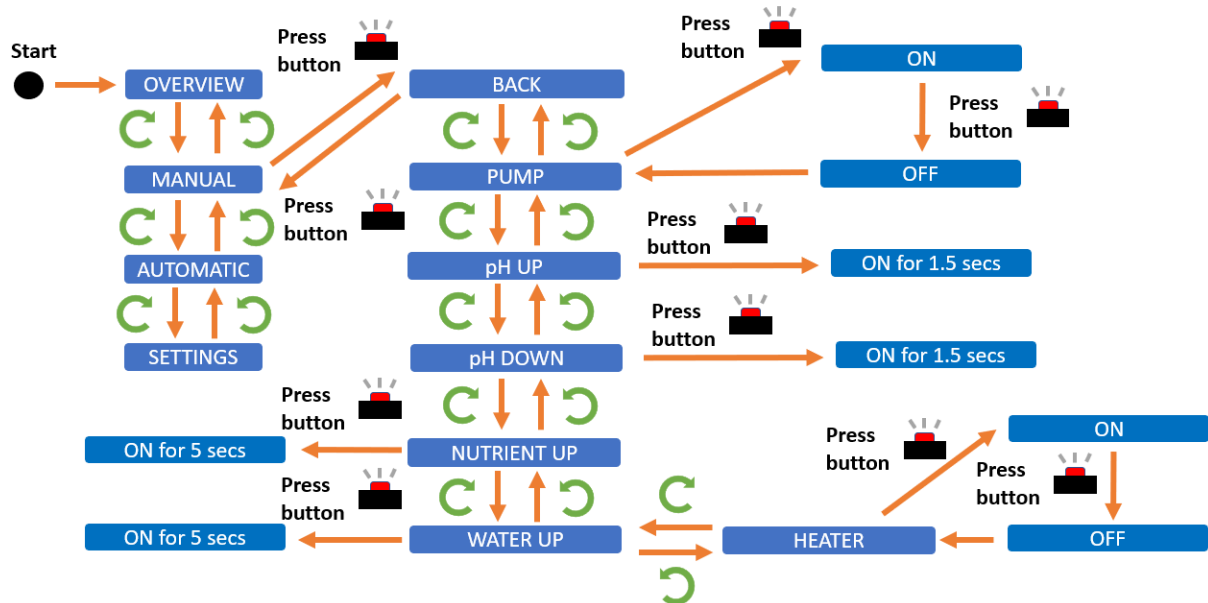 Start
Press
button
Press
button
OVERVIEW
BACK
ON
Press
button
MANUAL
PUMP
OFF
Press
button
Press
button
AUTOMATIC
pH UP
ON for 1.5 secs
Press
button
SETTINGS
pH DOWN
ON for 1.5 secs
Press
button
ON for 5 secs
NUTRIENT UP
Press
button
ON
Press
button
Press
button
ON for 5 secs
WATER UP
HEATER
OFF